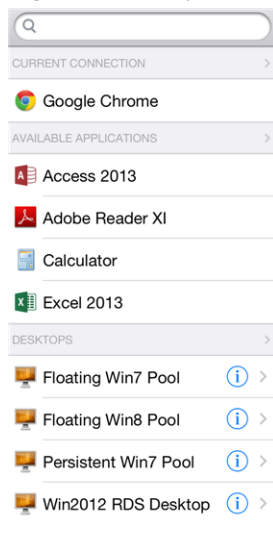 CURRENT CONNECTION
Google Chrome
AVAILABLE APPLICATIONS
Access 2013
Adobe Reader XI
Calculator
Excel 2013
DESKTOPS
Floating Win7 Pool
Floating Win8 Pool
Persistent Win7 Pool
Win2012 RDS Desktop